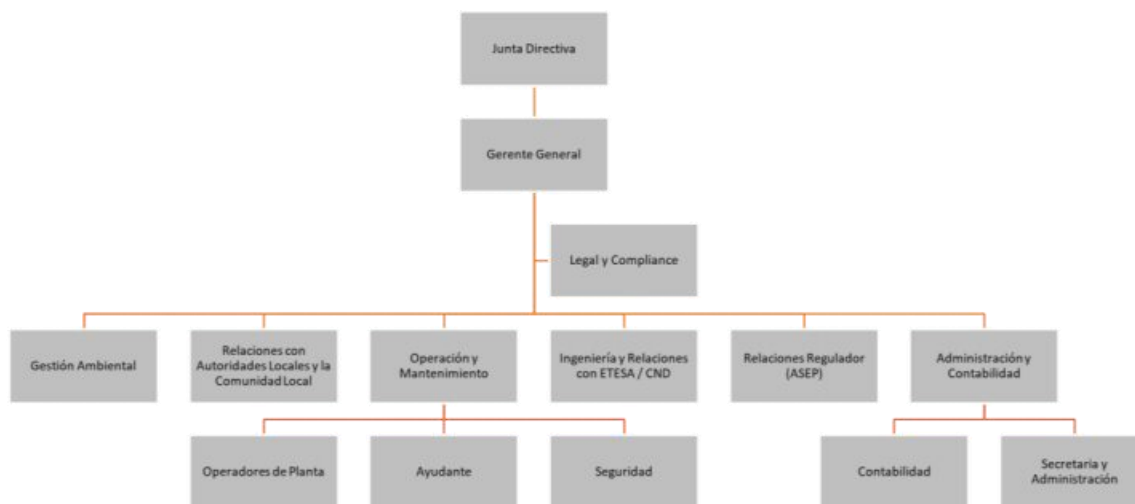 Junta Directiva
Gerente General
Legal y Compliance
Gestión Ambiental
Relaciones con
Autoridades Locales y la
Comunidad Local
Operación y
Mantenimiento
Ingeniería y Relaciones
con ETESA / CND
Relaciones Regulador
(ASEP)
Administración y
Contabilidad
Operadores de Planta
Ayudante
Seguridad
Contabilidad
Secretaria y
Administración